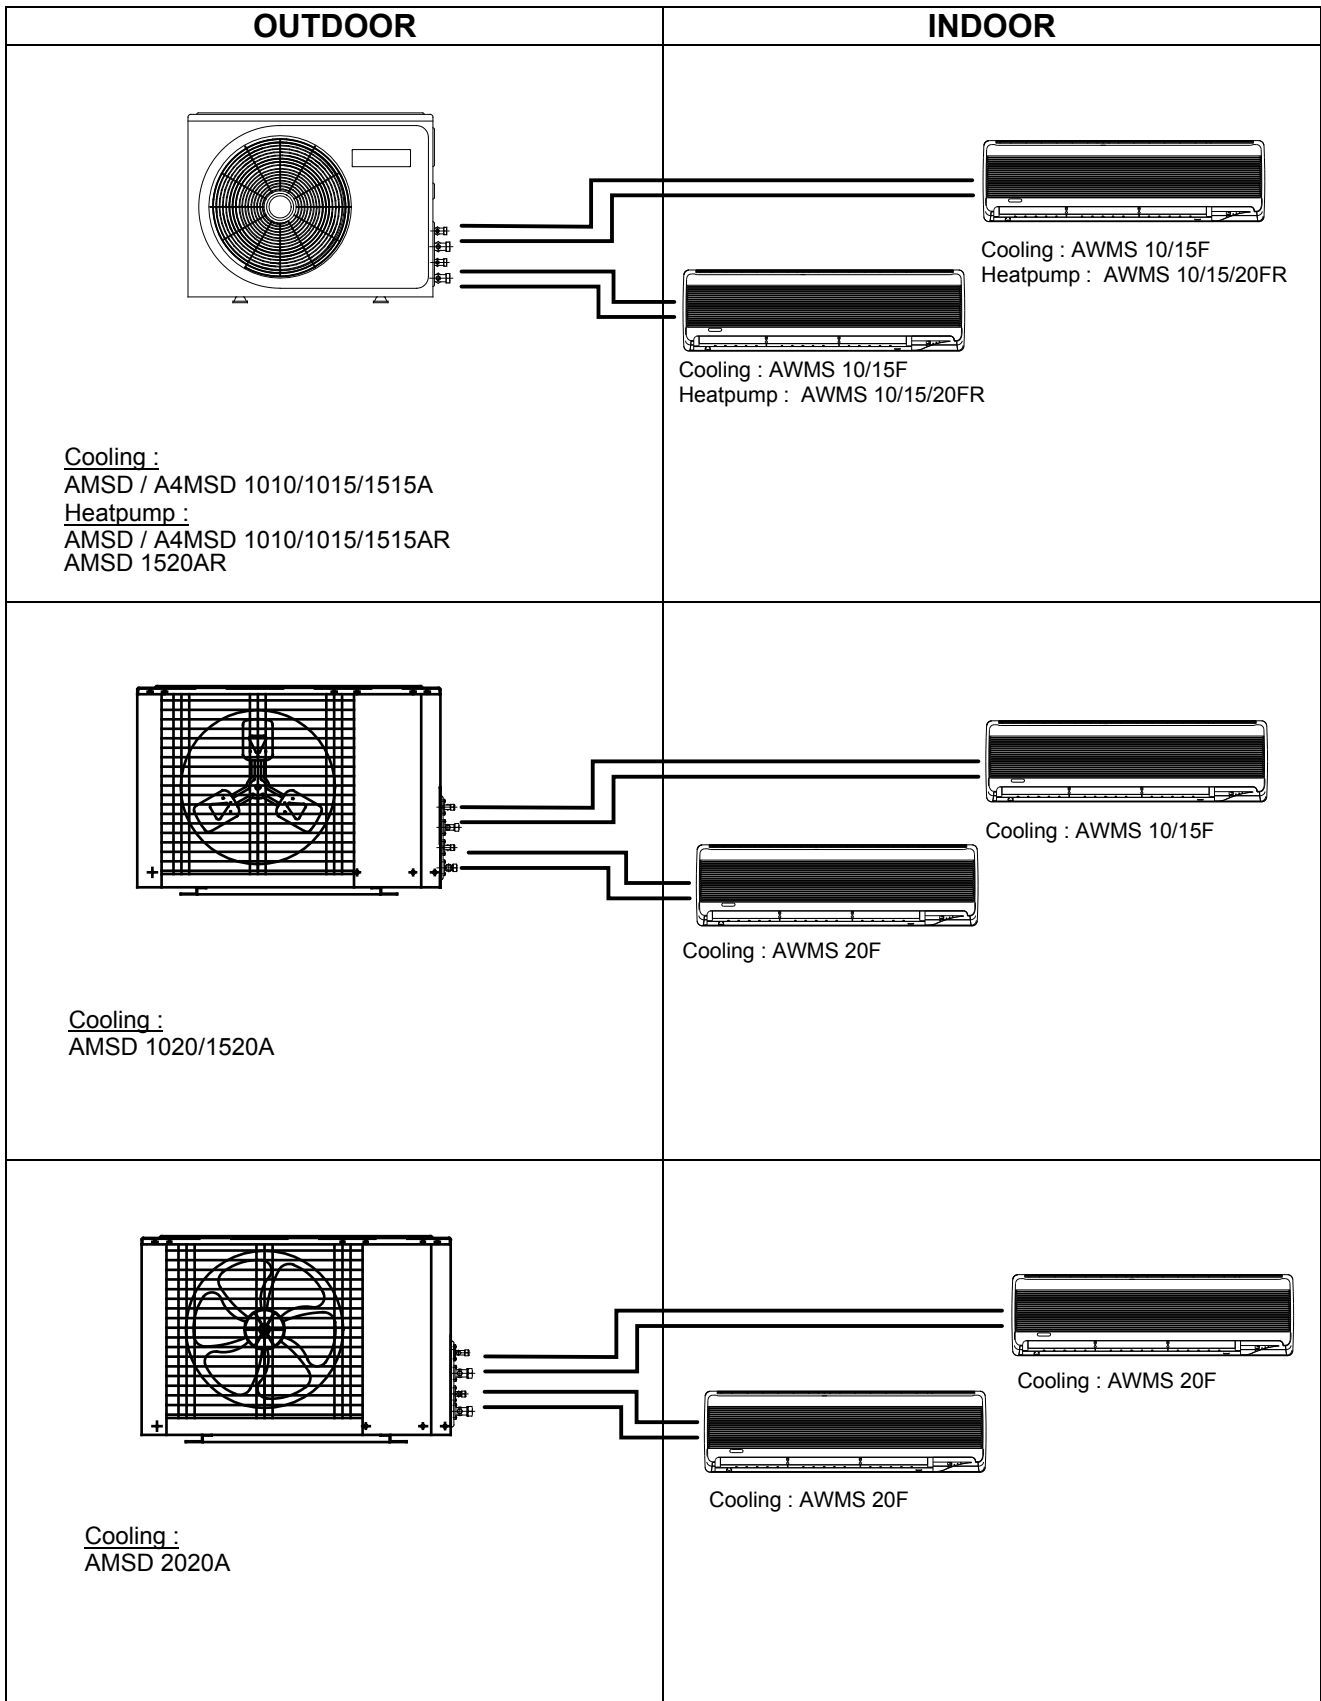 OUTDOOR
INDOOR
Cooling : AWMS 10/15F
Heatpump : AWMS 10/15/20FR
Cooling : AWMS 10/15F
Heatpump : AWMS 10/15/20FR
Cooling :
AMSD / A4MSD 1010/1015/1515A
Heatpump :
AMSD / A4MSD 1010/1015/1515AR
AMSD 1520AR
Cooling : AWMS 10/15F
Cooling : AWMS 20F
Cooling :
AMSD 1020/1520A
Cooling : AWMS 20F
Cooling : AWMS 20F
Cooling :
AMSD 2020A